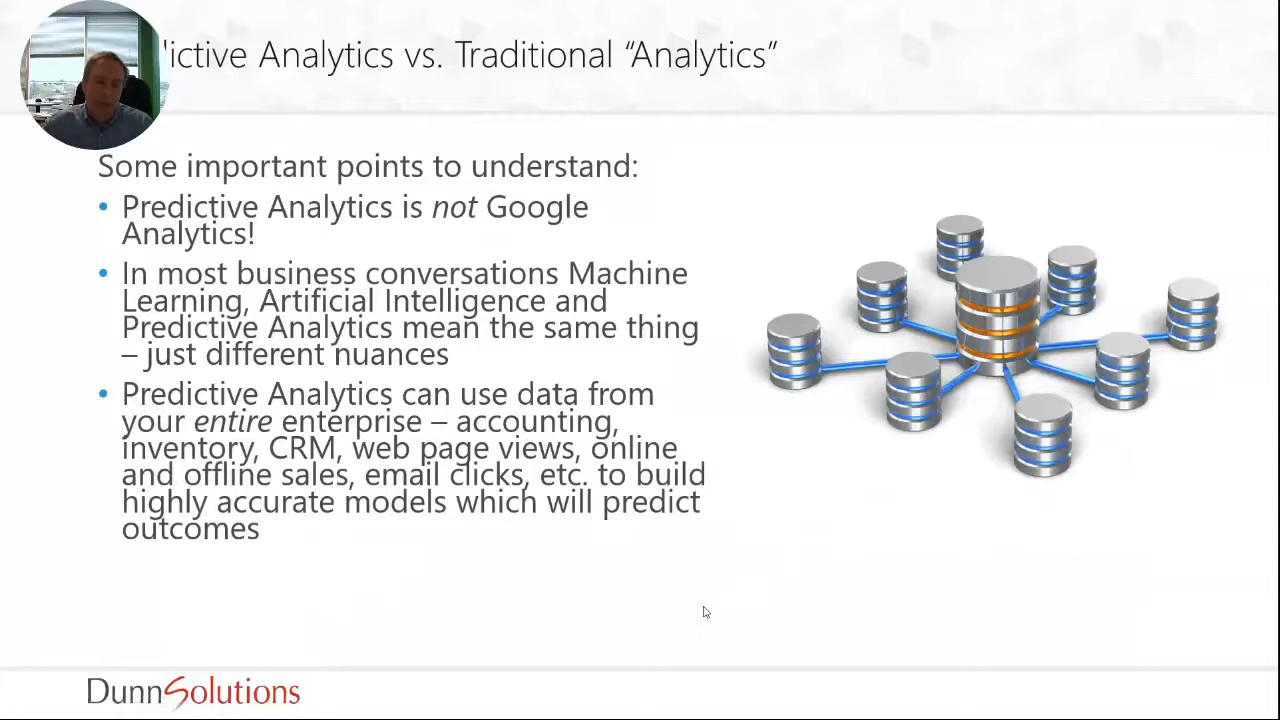 dictive Analytics vs. Traditional “Analytics”
Some important points to understand:
• Predictive Analytics is not Google
Analytics!
• In most business conversations Machine
Learning, Artificial Intelligence and
Predictive Analytics mean the same thing
– just different nuances
• Predictive Analytics can use data from
your entire enterprise – accounting,
inventory, CRM, web page views, online
and offline sales, email clicks, etc. to build
highly accurate models which will predict
outcomes
DunnSolutions